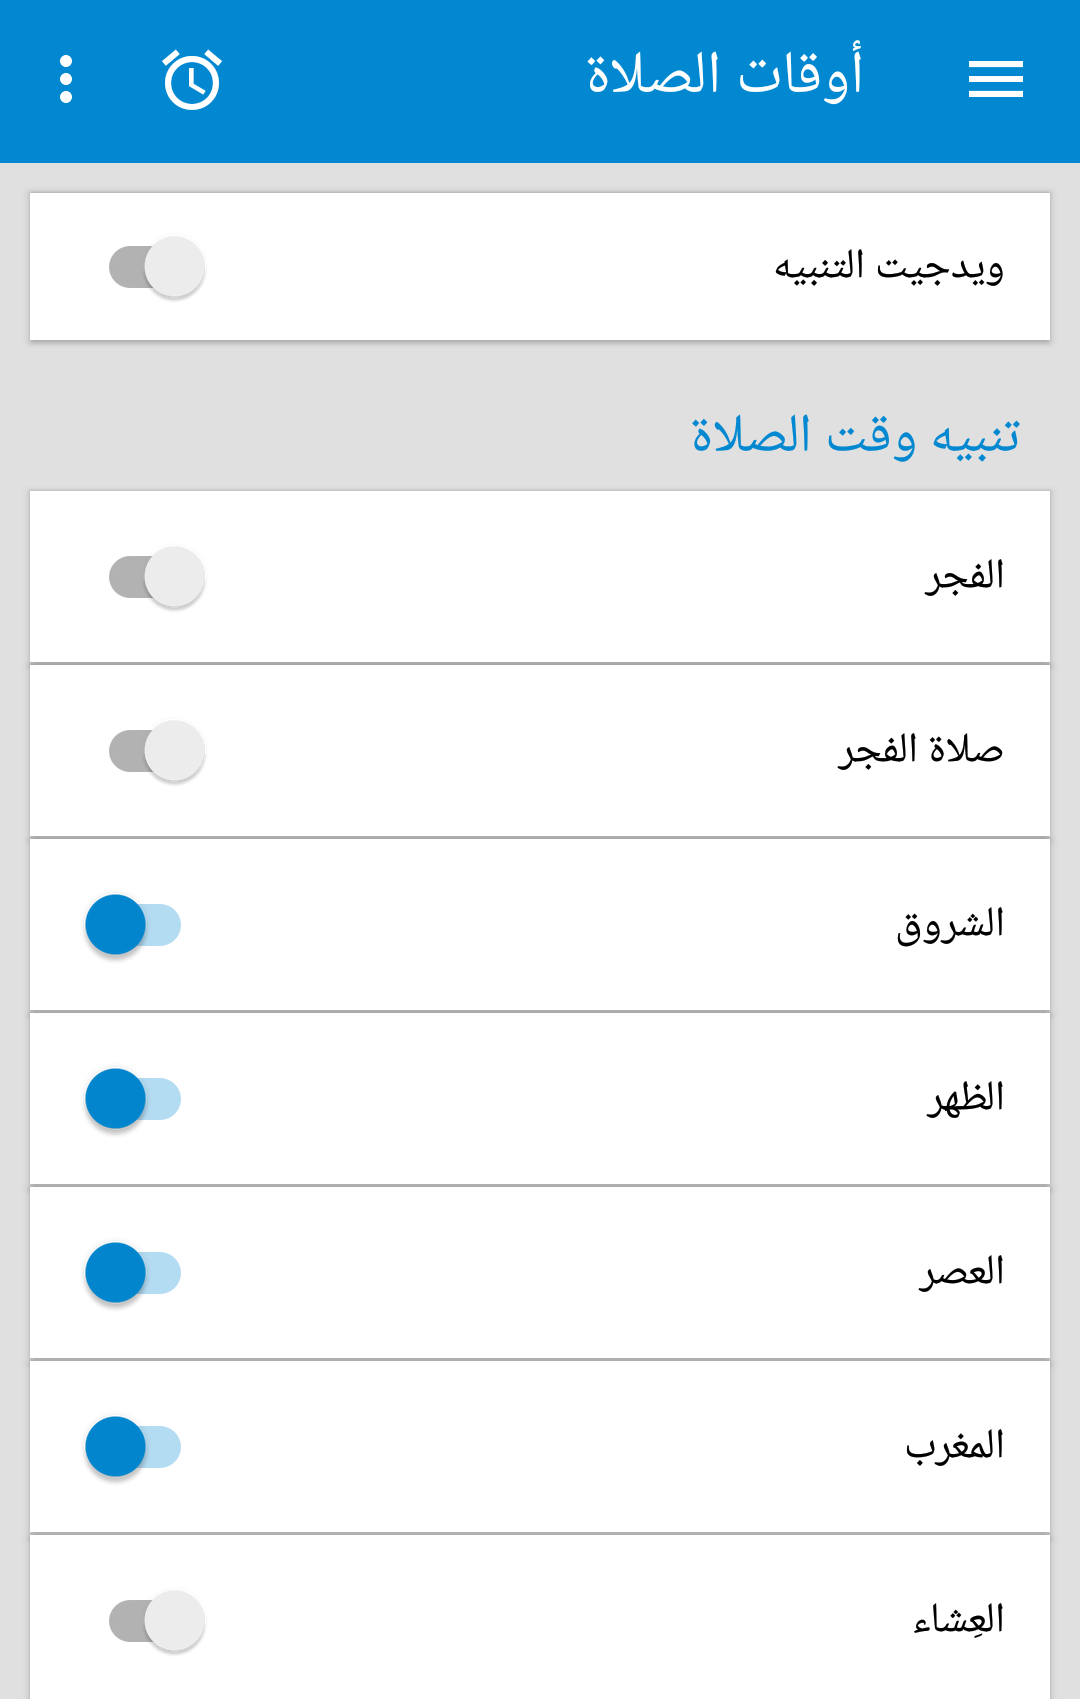 أوقات الصلاة
ويدجيت التنبيه
تنبيه وقت الصلاة
الفجر
صلاة الفجر
الشروق
الظهر
العصر
المغرب
العِشاء